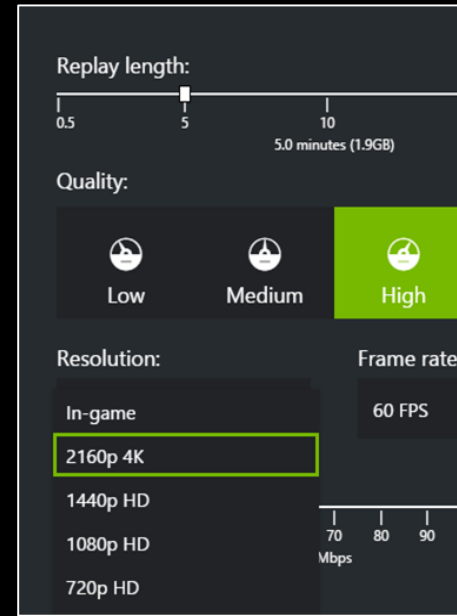 Replay length:
0.5 5 10
5.0 minutes (1.9GB)
Quality:
Low Medium High
Resolution: Frame rate
In-game 60 FPS
2160p 4K
1440p HD
70 80 90
1080p HD
Mbps
720p HD